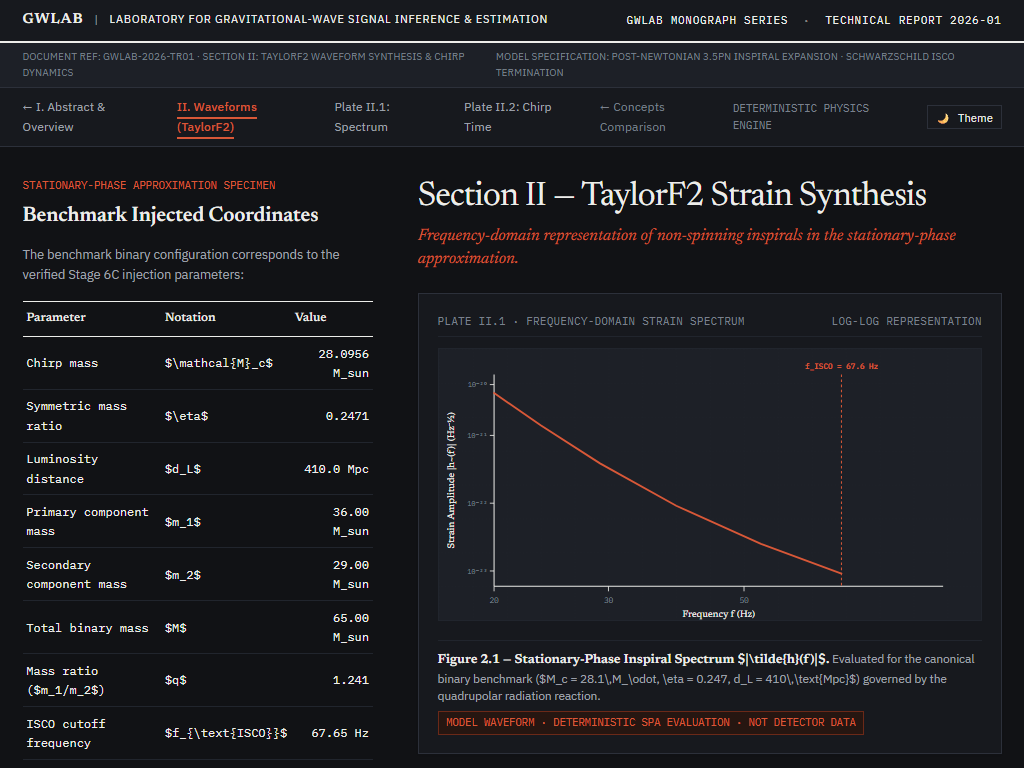 GWLAB | LABORATORY FOR GRAVITATIONAL-WAVE SIGNAL INFERENCE & ESTIMATION
GWLAB MONOGRAPH SERIES · TECHNICAL REPORT 2026-01
DOCUMENT REF: GWLAB-2026-TR01 · SECTION II: TAYLORF2 WAVEFORM SYNTHESIS & CHIRP
DYNAMICS
MODEL SPECIFICATION: POST-NEWTONIAN 3.5PN INSPIRAL EXPANSION · SCHWARZSCHILD ISCO
TERMINATION
← I. Abstract &
Overview
II. Waveforms
(TaylorF2)
Plate II.1:
Spectrum
Plate II.2: Chirp
Time
← Concepts
Comparison
DETERMINISTIC PHYSICS
ENGINE
🌙 Theme
STATIONARY-PHASE APPROXIMATION SPECIMEN
Benchmark Injected Coordinates
The benchmark binary configuration corresponds to the
verified Stage 6C injection parameters:
Parameter Notation Value
Chirp mass $\mathcal{M}_c$ 28.0956
M_sun
Symmetric mass
ratio $\eta$ 0.2471
Luminosity
distance $d_L$ 410.0 Mpc
Primary component
mass $m_1$ 36.00
M_sun
Secondary
component mass $m_2$ 29.00
M_sun
Total binary mass $M$ 65.00
M_sun
Mass ratio
($m_1/m_2$) $q$ 1.241
ISCO cutoff
frequency $f_{\text{ISCO}}$ 67.65 Hz
Section II — TaylorF2 Strain Synthesis
Frequency-domain representation of non-spinning inspirals in the stationary-phase
approximation.
PLATE II.1 · FREQUENCY-DOMAIN STRAIN SPECTRUM
LOG-LOG REPRESENTATION
f_ISCO = 67.6 Hz
Strain Amplitude |h~(f)| (Hz⁻½)
20 30 50
Frequency f (Hz)
Figure 2.1 — Stationary-Phase Inspiral Spectrum $|\tilde{h}(f)|$. Evaluated for the canonical
binary benchmark ($M_c = 28.1\,M_\odot, \eta = 0.247, d_L = 410\,\text{Mpc}$) governed by the
quadrupolar radiation reaction.
MODEL WAVEFORM · DETERMINISTIC SPA EVALUATION · NOT DETECTOR DATA